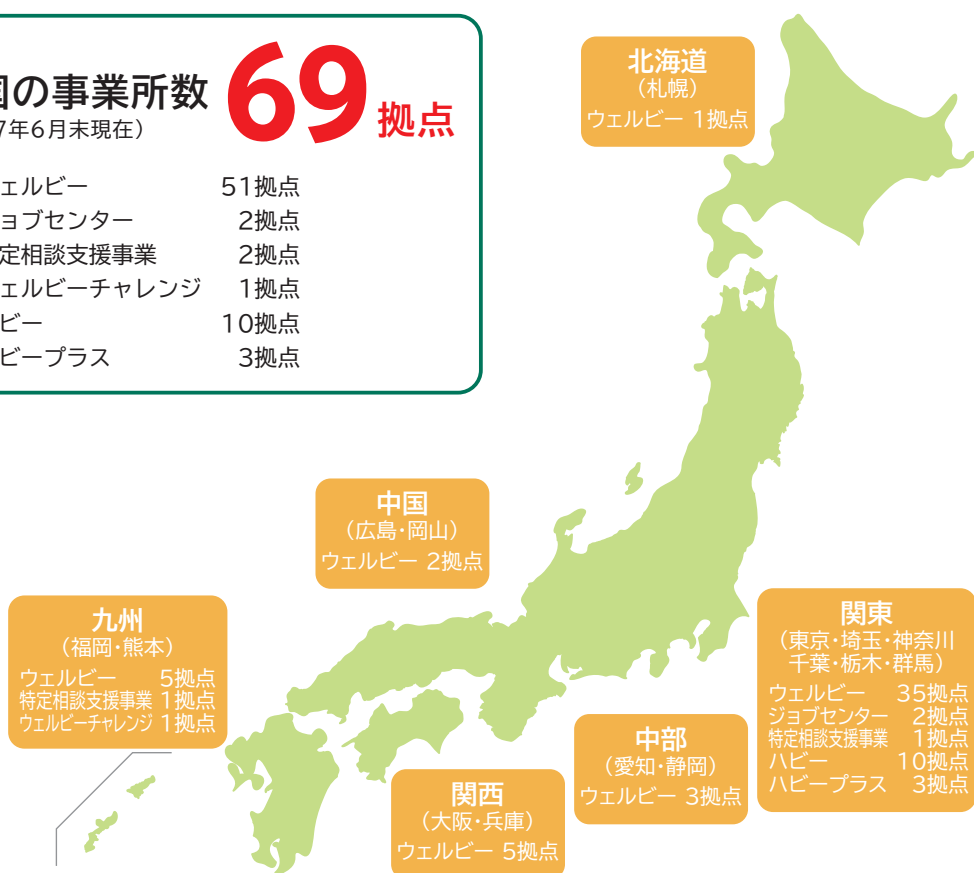 国の事業所数 69拠点
7年6月末現在）
ェルビー 51拠点
ョブセンター 2拠点
定相談支援事業 2拠点
ェルビーチャレンジ 1拠点
ビー 10拠点
ビープラス 3拠点
北海道
（札幌）
ウェルビー 1拠点
中国
（広島・岡山）
ウェルビー 2拠点
九州
（福岡・熊本）
ウェルビー 5拠点
特定相談支援事業 1拠点
ウェルビーチャレンジ 1拠点
関西
（大阪・兵庫）
ウェルビー 5拠点
中部
（愛知・静岡）
ウェルビー 3拠点
関東
（東京・埼玉・神奈川
千葉・栃木・群馬）
ウェルビー 35拠点
ジョブセンター 2拠点
特定相談支援事業 1拠点
ハビー 10拠点
ハビープラス 3拠点